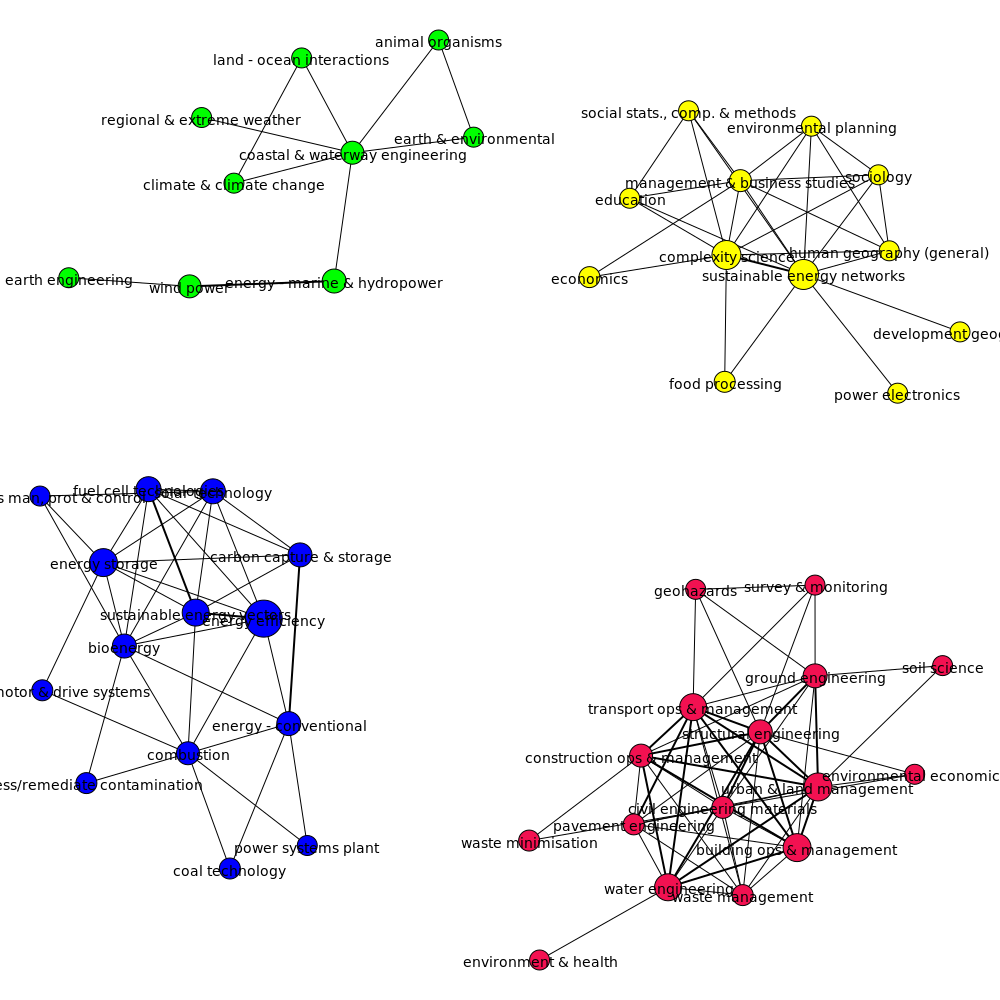 animal organisms
land - ocean interactions
regional & extreme weather
earth & environmental
coastal & waterway engineering
climate & climate change
earth engineering
wind power
energy - marine & hydropower
social stats., comp. & methods
environmental planning
sociology
management & business studies
education
human geography (general)
complexity science
sustainable energy networks
economics
development geo
food processing
power electronics
fuel cell technologies
solar technology
s man, prot & control
carbon capture & storage
energy storage
sustainable energy vectors
energy efficiency
bioenergy
motor & drive systems
energy - conventional
combustion
ess/remediate contamination
power systems plant
coal technology
geohazards
survey & monitoring
soil science
ground engineering
transport ops & management
structural engineering
construction ops & management
environmental economic
urban & land management
civil engineering materials
pavement engineering
waste minimisation
building ops & management
water engineering
waste management
environment & health